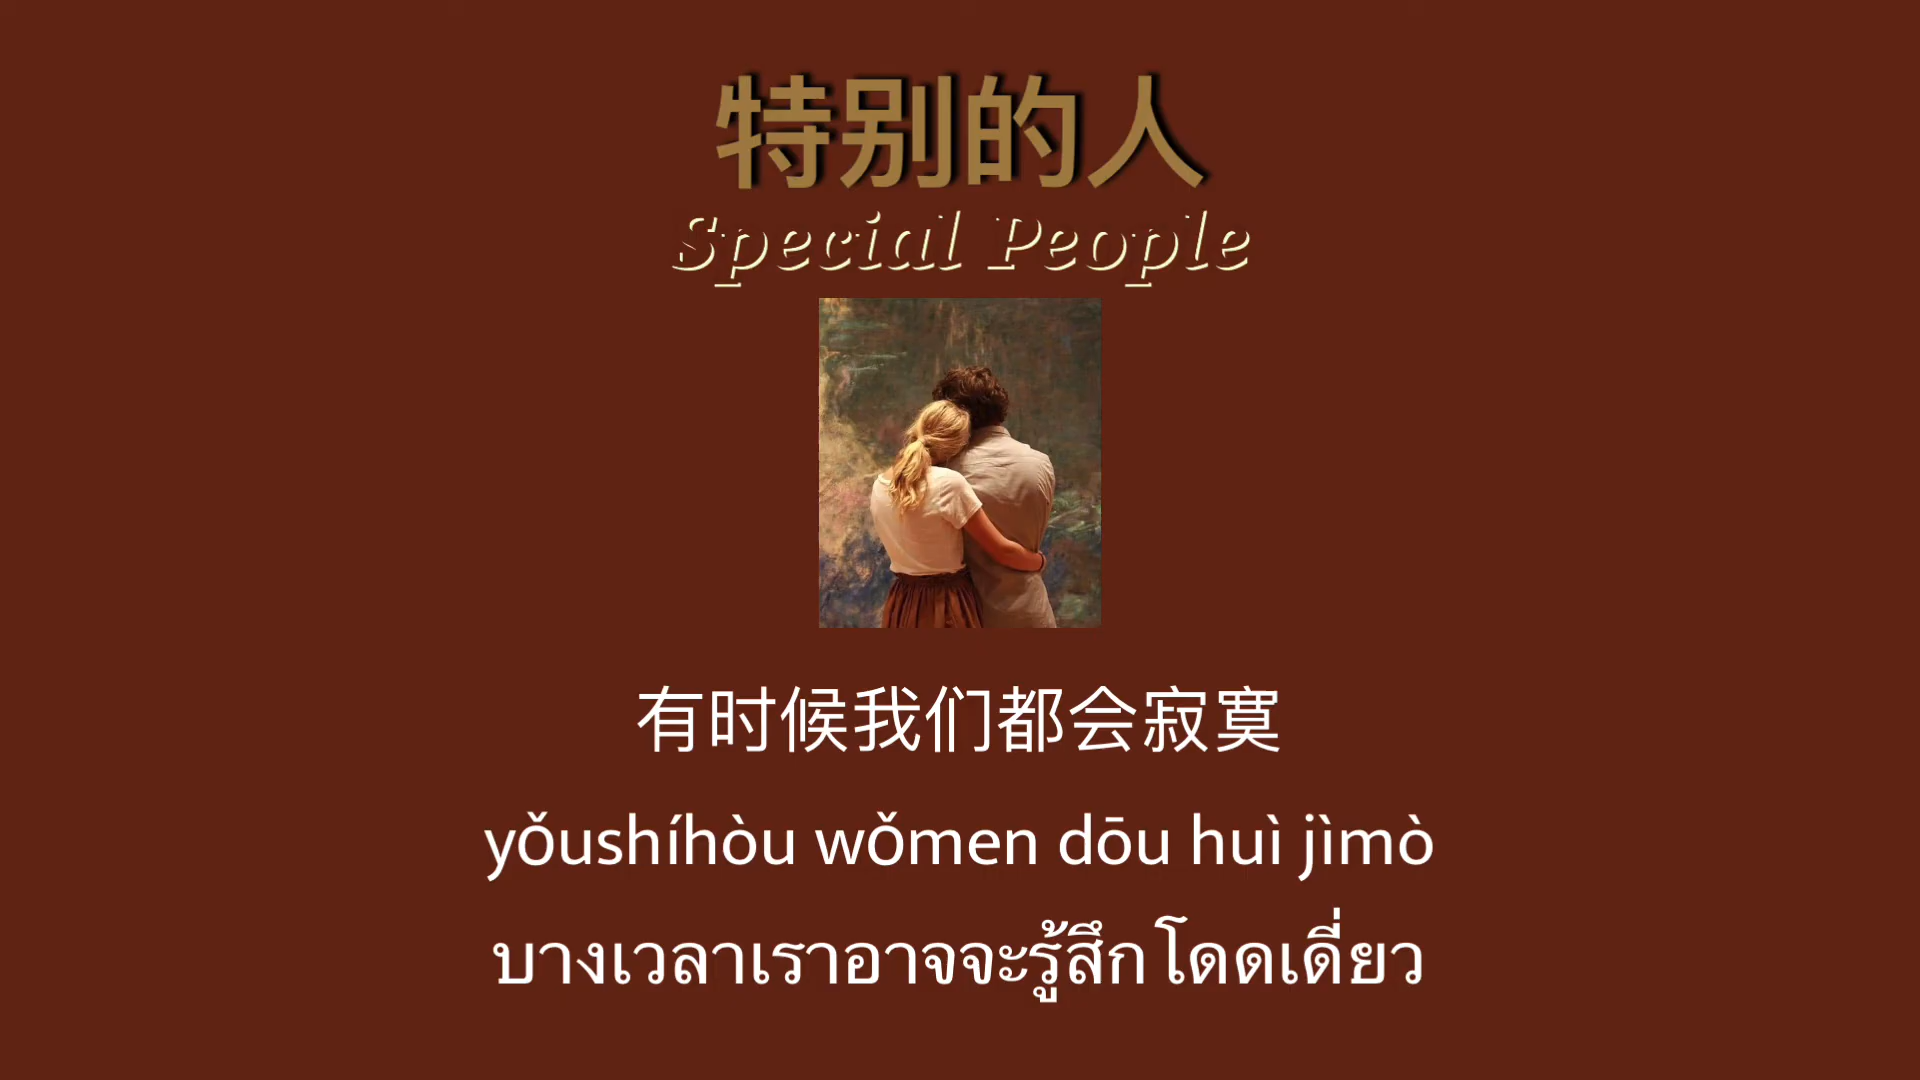 特别的人
Special People
有时候我们都会寂寞
yǒushíhòu wǒmen dōu huì jìmò
บางเวลาเราอาจจะรู้สึกโดดเดี่ยว